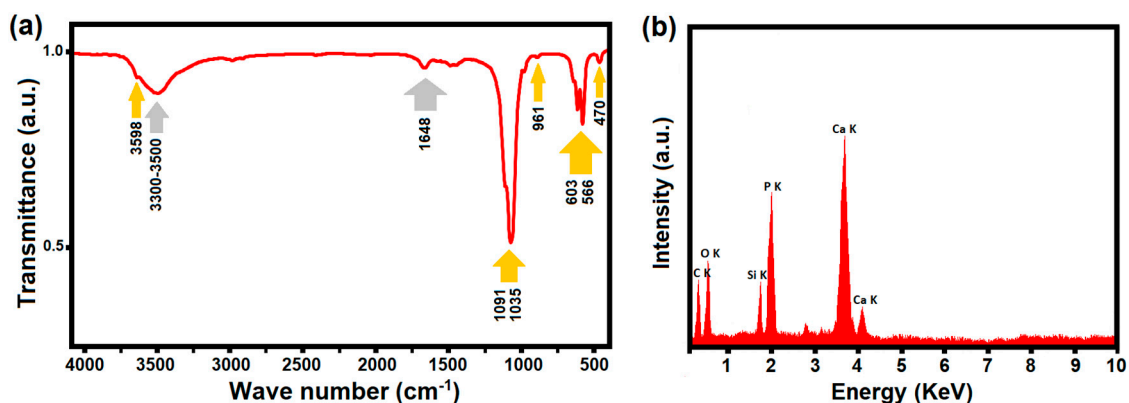 (a)
1.0
0.5
Transmittance (a.u.)
3598
3300-3500
1648
1091
1035
961
603
566
470
4000 3500 3000 2500 2000 1500 1000 500
Wave number (cm⁻¹)
(b)
Intensity (a.u.)
C K
O K
Si K
P K
Ca K
Ca K
1 2 3 4 5 6 7 8 9 10
Energy (KeV)